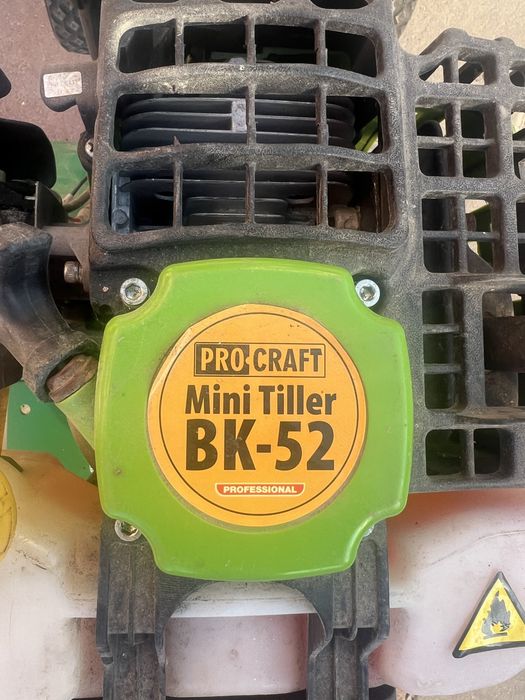 PRO-CRAFT
Mini Tiller
BK-52
PROFESSIONAL